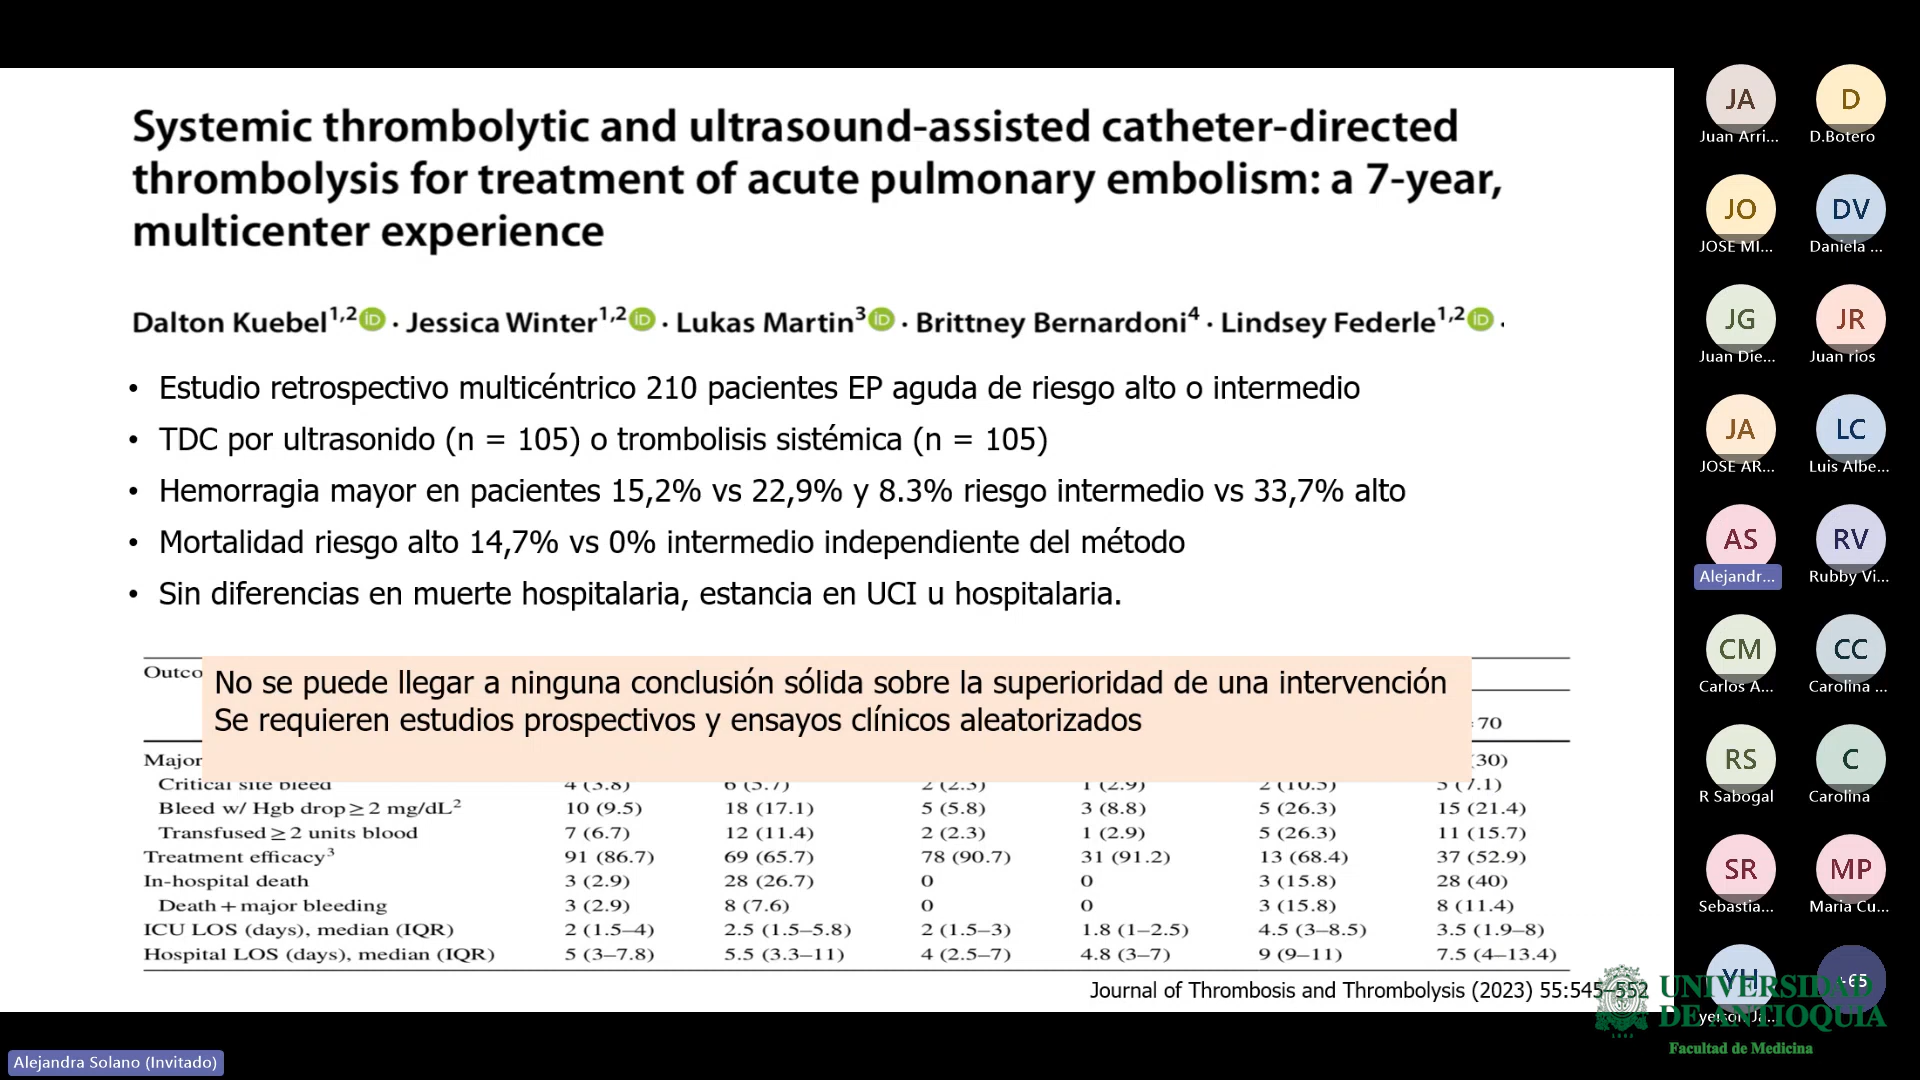 Systemic thrombolytic and ultrasound-assisted catheter-directed
thrombolysis for treatment of acute pulmonary embolism: a 7-year,
multicenter experience
Dalton Kuebel1,2 iD · Jessica Winter1,2 iD · Lukas Martin3 iD · Brittney Bernardoni4 · Lindsey Federle1,2 iD ·
• Estudio retrospectivo multicéntrico 210 pacientes EP aguda de riesgo alto o intermedio
• TDC por ultrasonido (n = 105) o trombolisis sistémica (n = 105)
• Hemorragia mayor en pacientes 15,2% vs 22,9% y 8.3% riesgo intermedio vs 33,7% alto
• Mortalidad riesgo alto 14,7% vs 0% intermedio independiente del método
• Sin diferencias en muerte hospitalaria, estancia en UCI u hospitalaria.
Outco
No se puede llegar a ninguna conclusión sólida sobre la superioridad de una intervención
Se requieren estudios prospectivos y ensayos clínicos aleatorizados
70
Major (30)
Critical site bleed 4 (3.8) 6 (5.7) 2 (2.3) 1 (2.9) 2 (10.5) 5 (7.1)
Bleed w/ Hgb drop ≥ 2 mg/dL2 10 (9.5) 18 (17.1) 5 (5.8) 3 (8.8) 5 (26.3) 15 (21.4)
Transfused ≥ 2 units blood 7 (6.7) 12 (11.4) 2 (2.3) 1 (2.9) 5 (26.3) 11 (15.7)
Treatment efficacy3 91 (86.7) 69 (65.7) 78 (90.7) 31 (91.2) 13 (68.4) 37 (52.9)
In-hospital death 3 (2.9) 28 (26.7) 0 0 3 (15.8) 28 (40)
Death + major bleeding 3 (2.9) 8 (7.6) 0 0 3 (15.8) 8 (11.4)
ICU LOS (days), median (IQR) 2 (1.5–4) 2.5 (1.5–5.8) 2 (1.5–3) 1.8 (1–2.5) 4.5 (3–8.5) 3.5 (1.9–8)
Hospital LOS (days), median (IQR) 5 (3–7.8) 5.5 (3.3–11) 4 (2.5–7) 4.8 (3–7) 9 (9–11) 7.5 (4–13.4)
Journal of Thrombosis and Thrombolysis (2023) 55:545–552
JA D
Juan Arri... D.Botero
JO DV
JOSE MI... Daniela ...
JG JR
Juan Die... Juan rios
JA LC
JOSE AR... Luis Albe...
AS RV
Alejandr... Rubby Vi...
CM CC
Carlos A... Carolina ...
RS C
R Sabogal Carolina
SR MP
Sebastia... Maria Cu...
YH +65
UNIVERSIDAD
DE ANTIOQUIA
Facultad de Medicina
Alejandra Solano (Invitado)